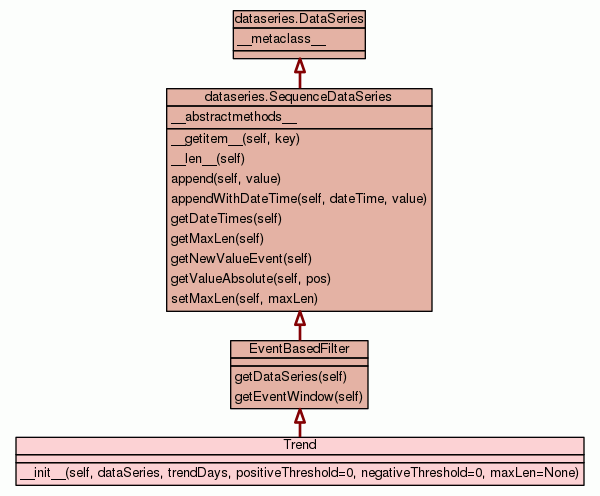 dataseries.DataSeries
__metaclass__
dataseries.SequenceDataSeries
__abstractmethods__
__getitem__(self, key)
__len__(self)
append(self, value)
appendWithDateTime(self, dateTime, value)
getDateTimes(self)
getMaxLen(self)
getNewValueEvent(self)
getValueAbsolute(self, pos)
setMaxLen(self, maxLen)
EventBasedFilter
getDataSeries(self)
getEventWindow(self)
Trend
__init__(self, dataSeries, trendDays, positiveThreshold=0, negativeThreshold=0, maxLen=None)